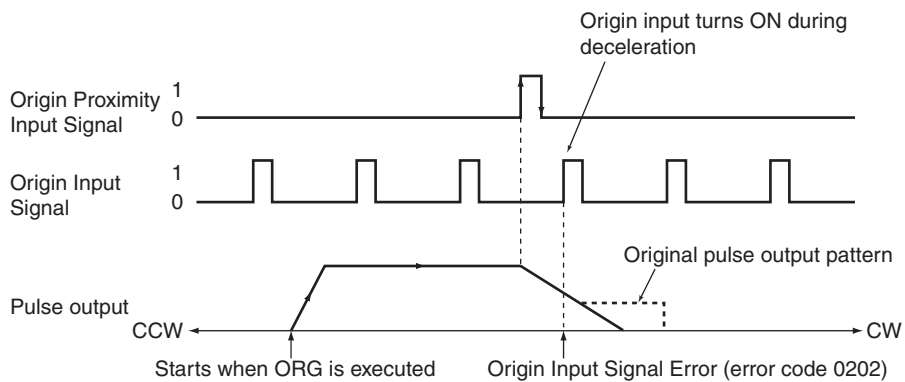 Origin input turns ON during
deceleration
Origin Proximity
Input Signal
1
0
Origin Input
Signal
1
0
Original pulse output pattern
Pulse output
CCW
CW
Starts when ORG is executed
Origin Input Signal Error (error code 0202)